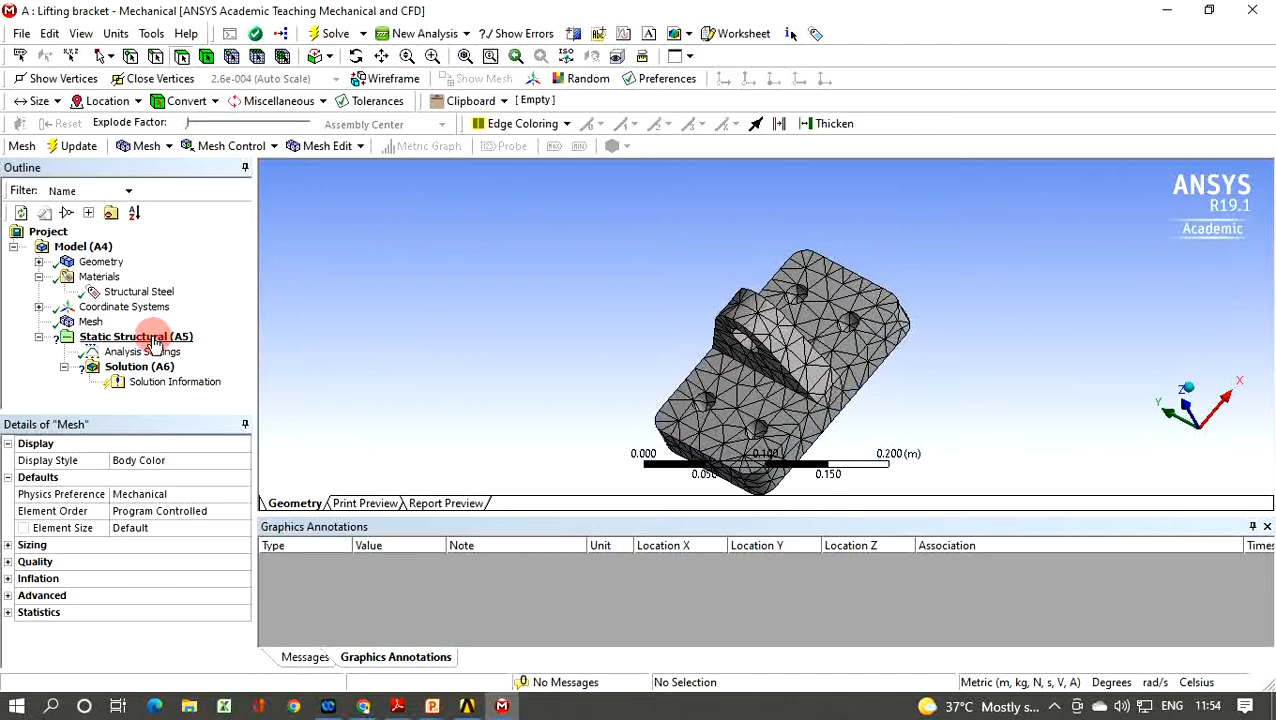 A : Lifting bracket - Mechanical [ANSYS Academic Teaching Mechanical and CFD]
File Edit View Units Tools Help Solve New Analysis Show Errors Worksheet
Show Vertices Close Vertices 2.6e-004 (Auto Scale) Wireframe Show Mesh Random Preferences
Size Location Convert Miscellaneous Tolerances Clipboard [ Empty ]
Reset Explode Factor: Assembly Center Edge Coloring Thicken
Mesh Update Mesh Mesh Control Mesh Edit Metric Graph Probe
Outline
Filter: Name
Project
Model (A4)
Geometry
Materials
Structural Steel
Coordinate Systems
Mesh
Static Structural (A5)
Solution (A6)
Solution Information
ANSYS
R19.1
Academic
X
Y
Z
0.000 0.200 (m)
0.150
Geometry Print Preview Report Preview
Details of "Mesh"
Display
Display Style Body Color
Defaults
Physics Preference Mechanical
Element Order Program Controlled
Element Size Default
Sizing
Quality
Inflation
Advanced
Statistics
Graphics Annotations
Type Value Note Unit Location X Location Y Location Z Association Times
Messages Graphics Annotations
No Messages No Selection Metric (m, kg, N, s, V, A) Degrees rad/s Celsius
37°C Mostly s... ENG 11:54